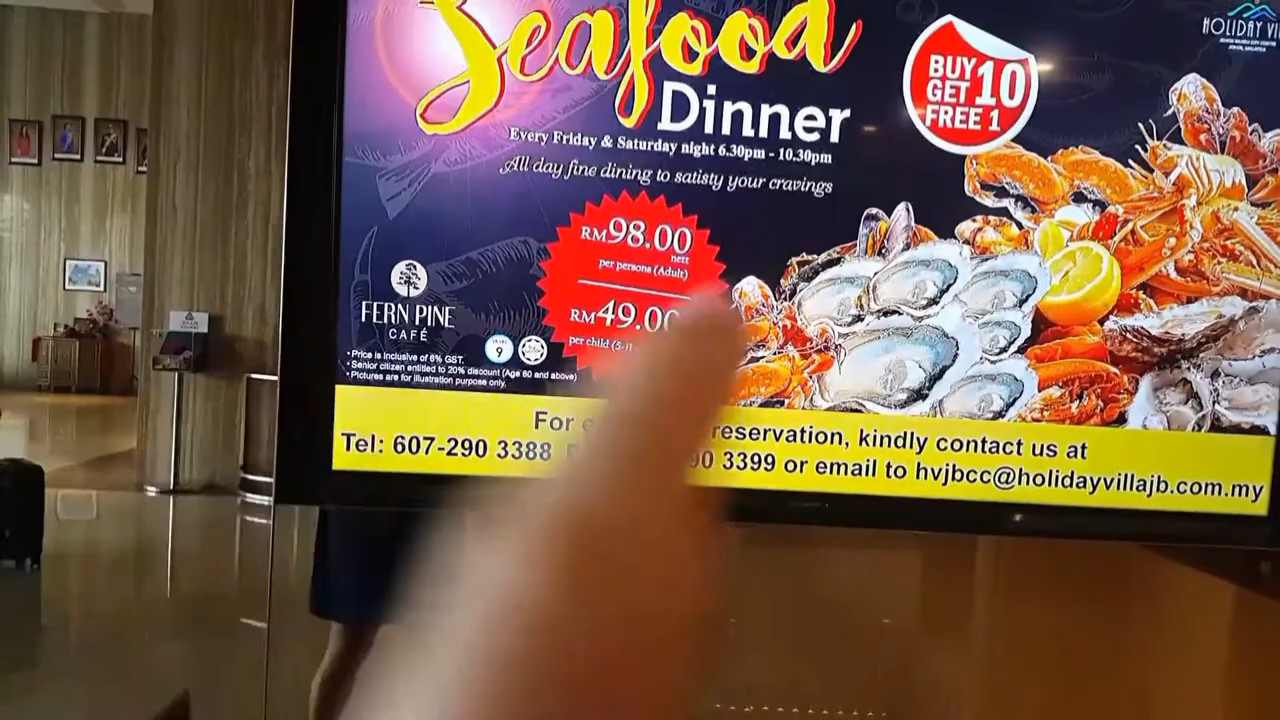 Seafood
Dinner
Every Friday & Saturday night 6.30pm - 10.30pm
All day fine dining to satisty your cravings
BUY 10
GET
FREE 1
HOLIDAY
RM98.00
nett
per persons (Adult)
RM49.00
per child (5-
FERN PINE
CAFÉ
LEVEL
9
• Price is inclusive of 6% GST.
• Senior citizen entitled to 20% discount (Age 60 and above)
• Pictures are for illustration purpose only.
For reservation, kindly contact us at
Tel: 607-290 3388 90 3399 or email to hvjbcc@holidayvillajb.com.my